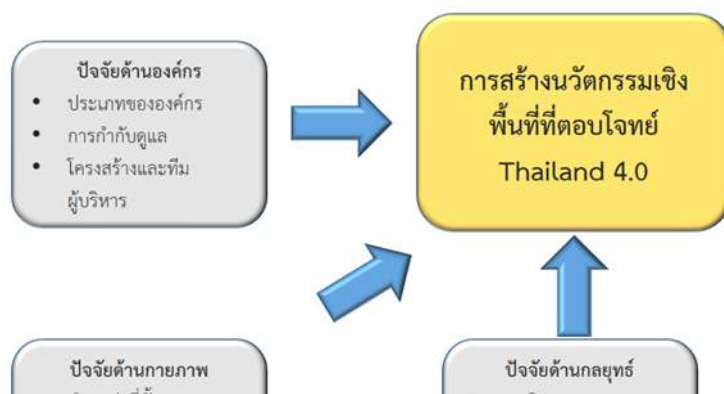 ปัจจัยด้านองค์กร
• ประเภทขององค์กร
• การกำกับดูแล
• โครงสร้างและทีม
ผู้บริหาร
การสร้างนวัตกรรมเชิง
พื้นที่ที่ตอบโจทย์
Thailand 4.0
ปัจจัยด้านกายภาพ
ปัจจัยด้านกลยุทธ์